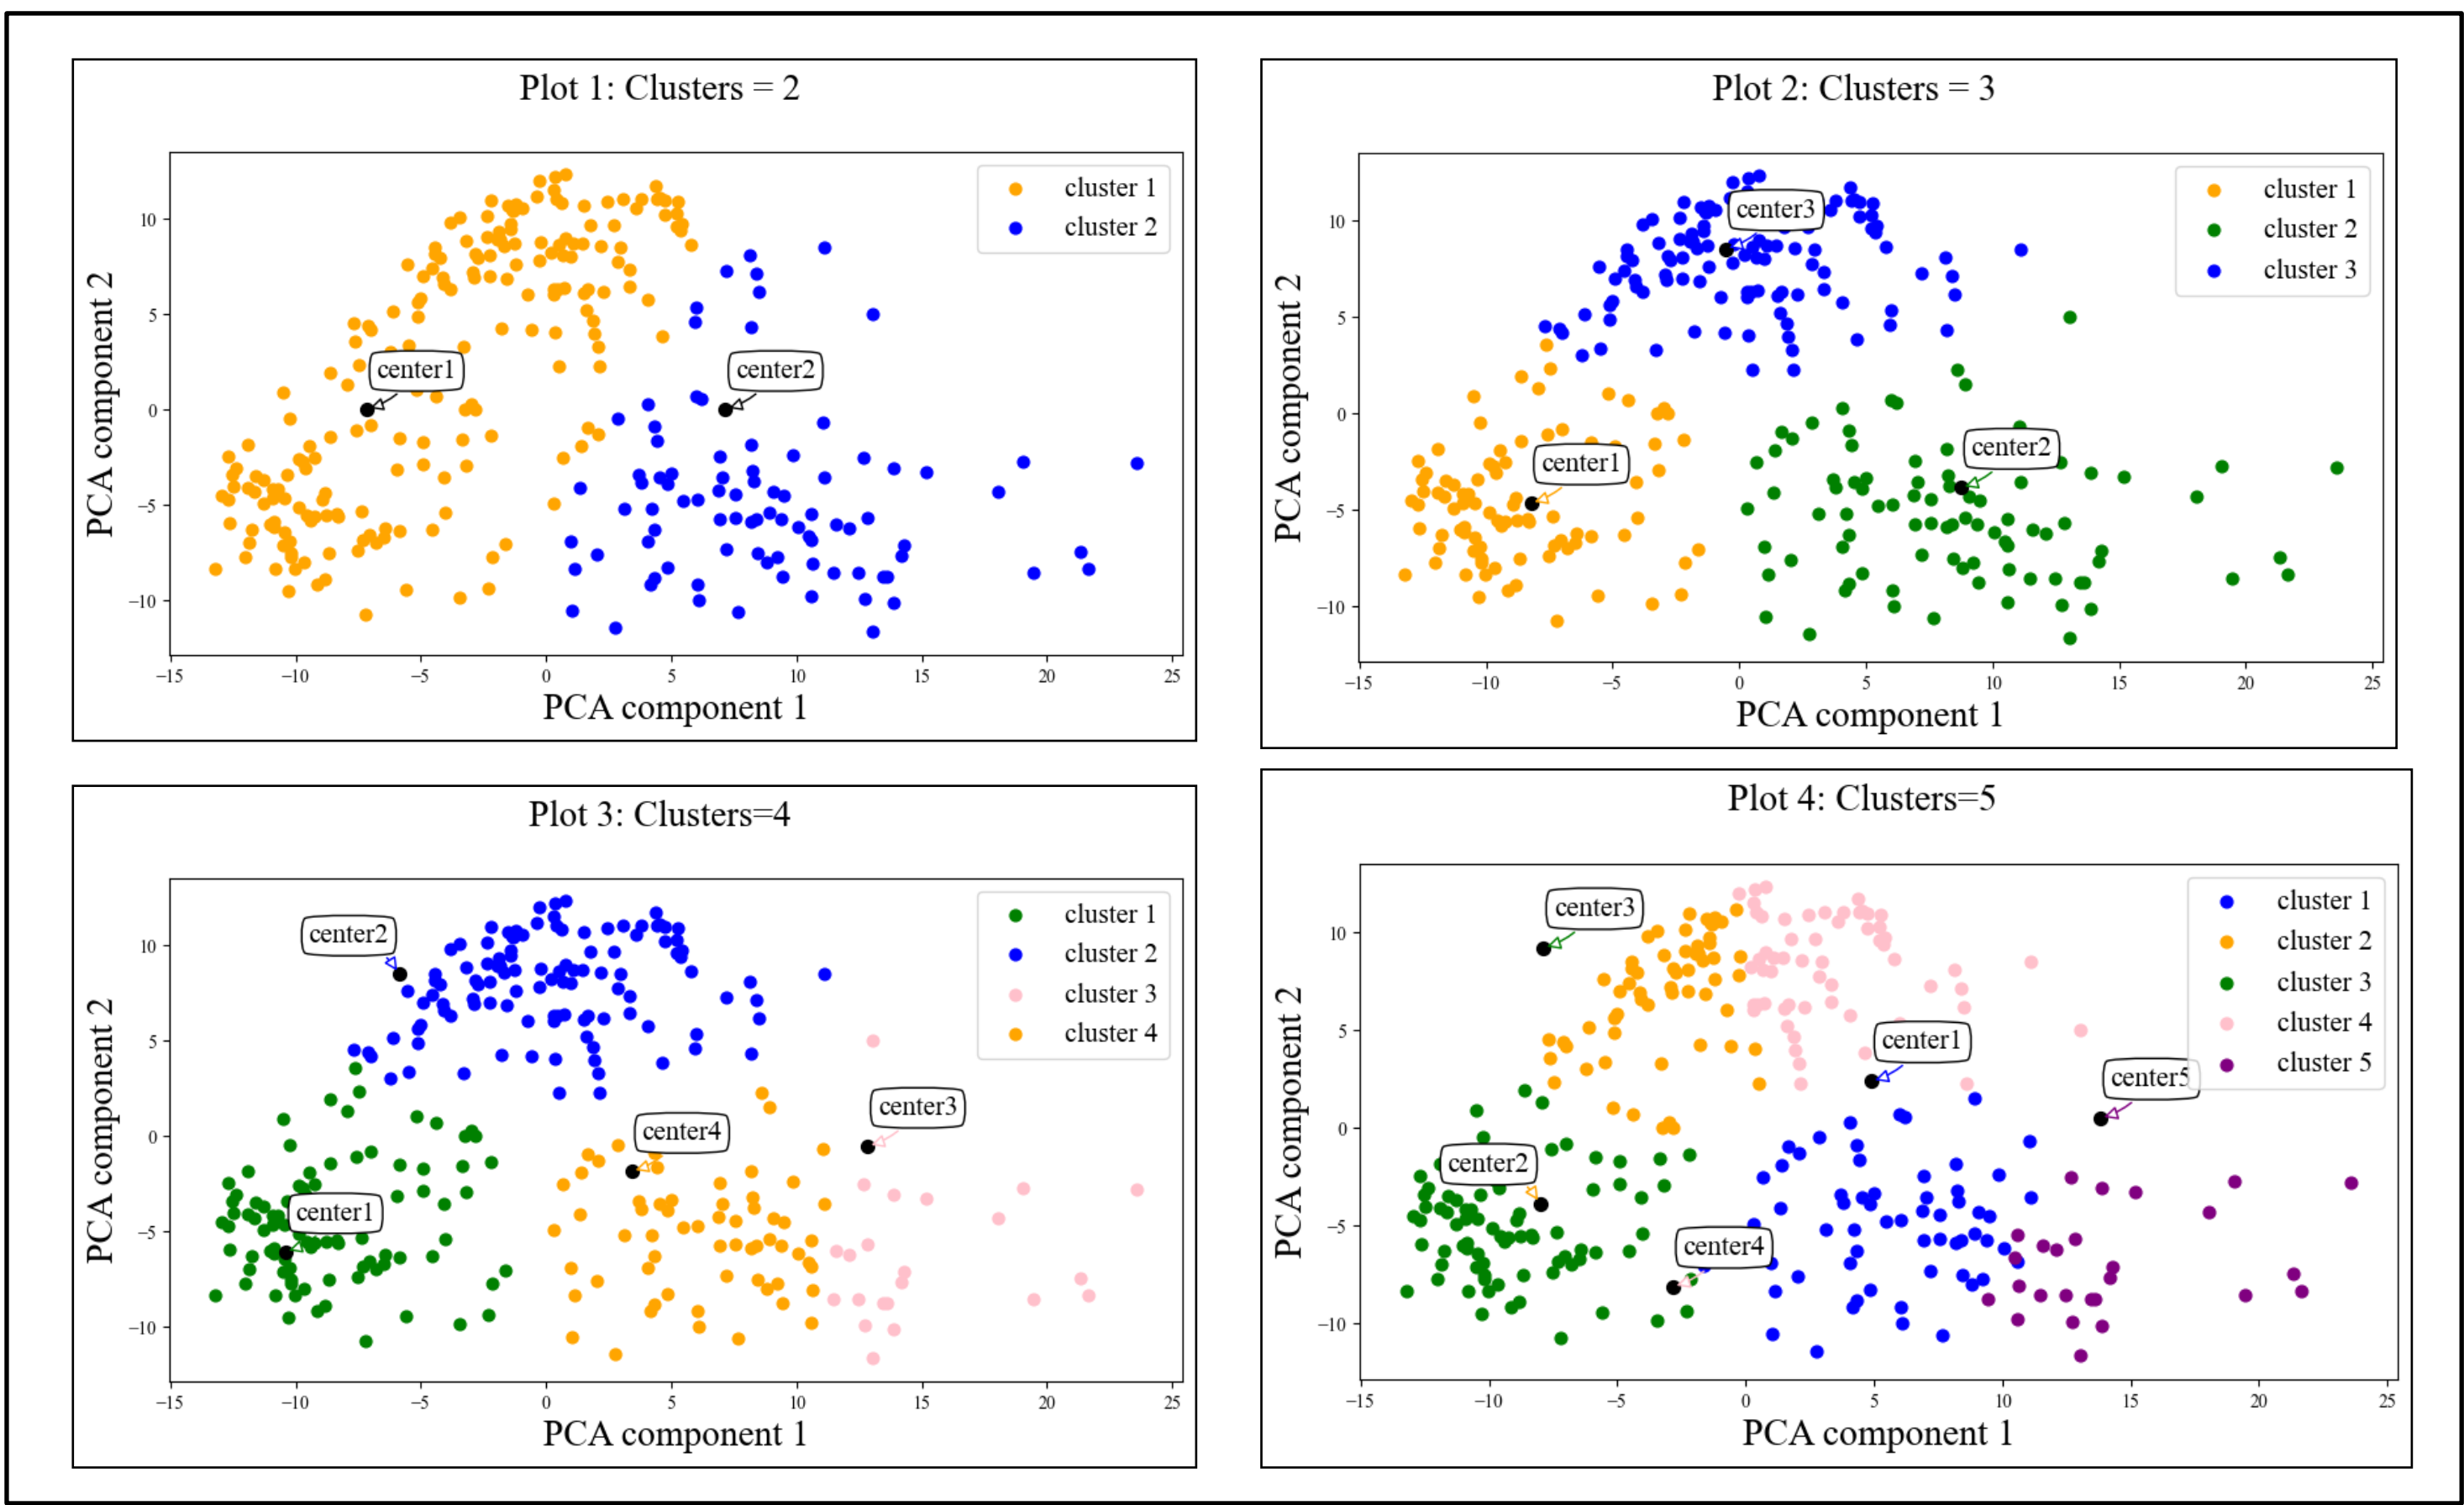 Plot 1: Clusters = 2
cluster 1
cluster 2
center1
center2
PCA component 2
10
5
0
−5
−10
−15
−10
−5
0
5
10
15
20
25
PCA component 1
Plot 2: Clusters = 3
cluster 1
cluster 2
cluster 3
center3
center2
center1
PCA component 2
10
5
0
−5
−10
−15
−10
−5
0
5
10
15
20
25
PCA component 1
Plot 3: Clusters=4
cluster 1
cluster 2
cluster 3
cluster 4
center2
center3
center4
center1
PCA component 2
10
5
0
−5
−10
−15
−10
−5
0
5
10
15
20
25
PCA component 1
Plot 4: Clusters=5
cluster 1
cluster 2
cluster 3
cluster 4
cluster 5
center3
center1
center5
center2
center4
PCA component 2
10
5
0
−5
−10
−15
−10
−5
0
5
10
15
20
25
PCA component 1